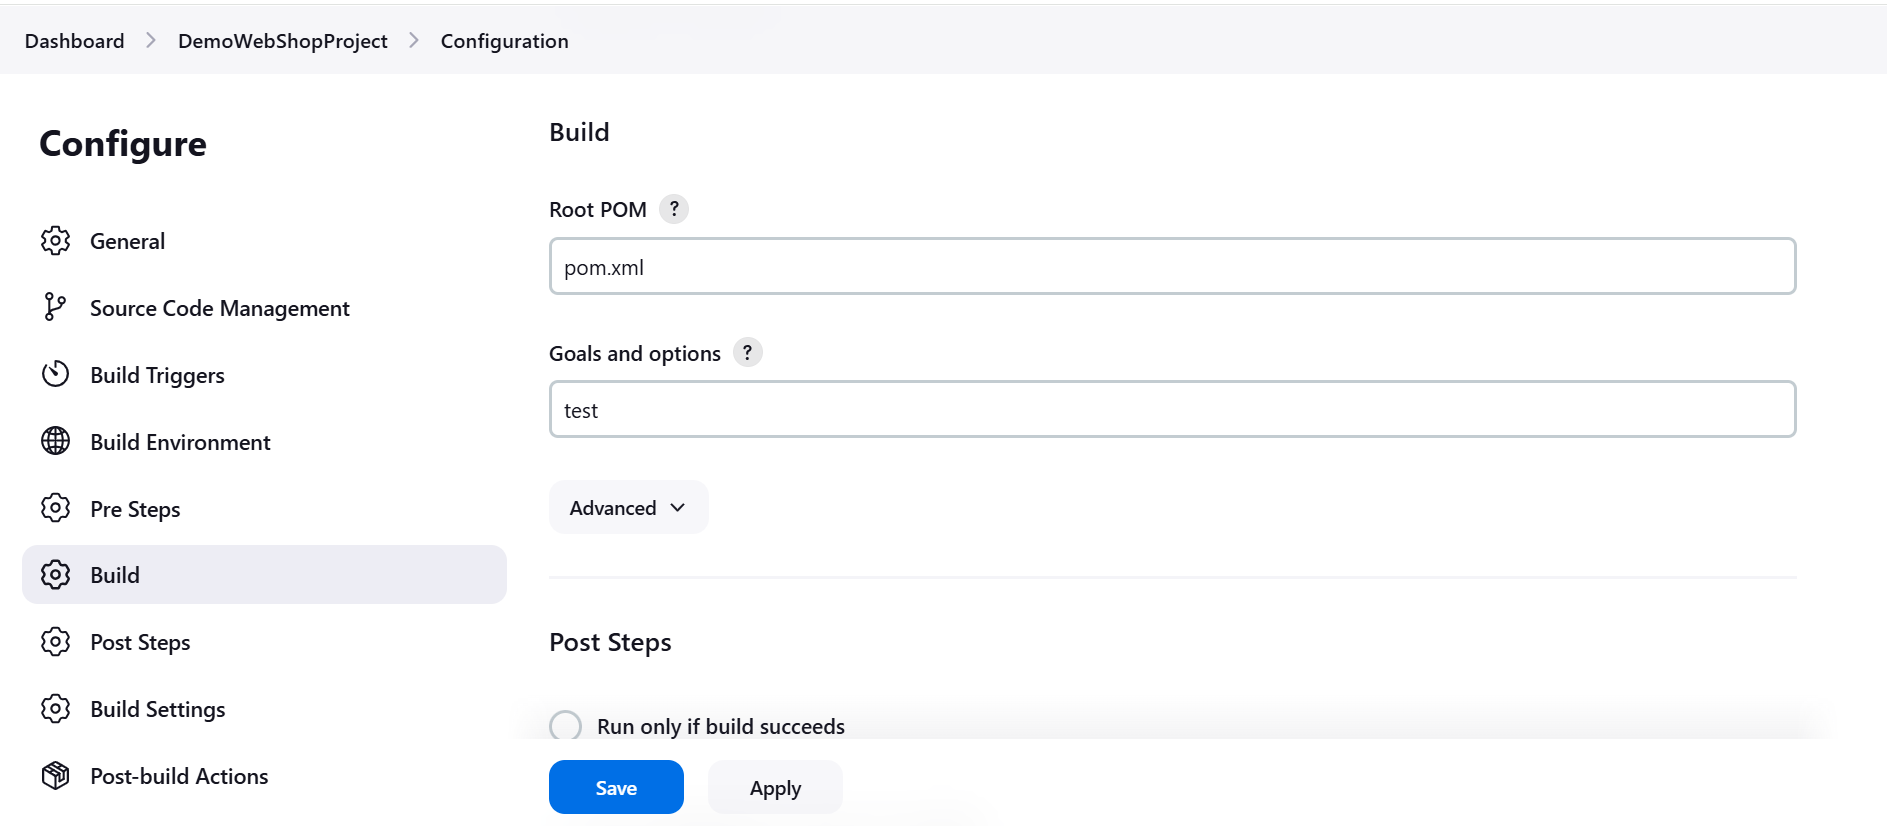 Dashboard > DemoWebShopProject > Configuration
Configure
General
Source Code Management
Build Triggers
Build Environment
Pre Steps
Build
Post Steps
Build Settings
Post-build Actions
Build
Root POM ?
pom.xml
Goals and options ?
test
Advanced
Post Steps
Run only if build succeeds
Save Apply